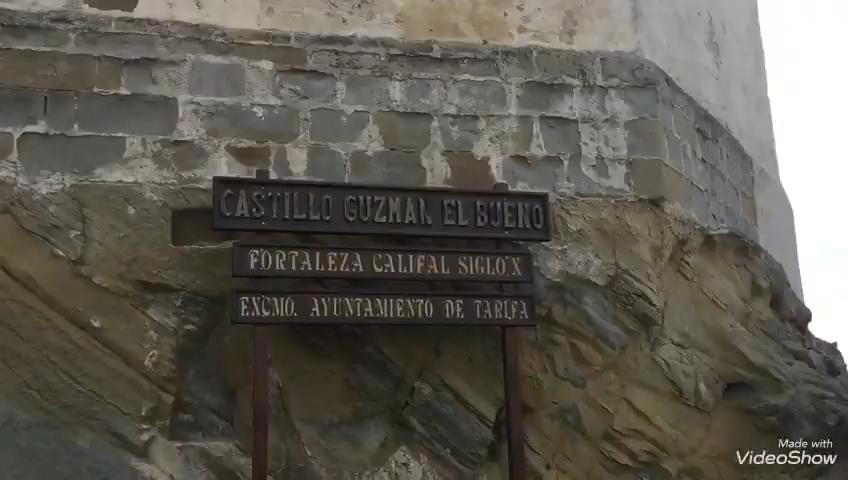 CASTILLO GUZMAN EL BUENO
FORTALEZA CALIFAL SIGLO X
EXCMO. AYUNTAMIENTO DE TARIFA
Made with
VideoShow